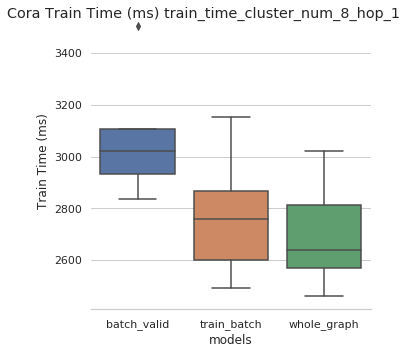 Cora Train Time (ms) train_time_cluster_num_8_hop_1
3400
3200
3000
2800
2600
Train Time (ms)
batch_valid train_batch whole_graph
models